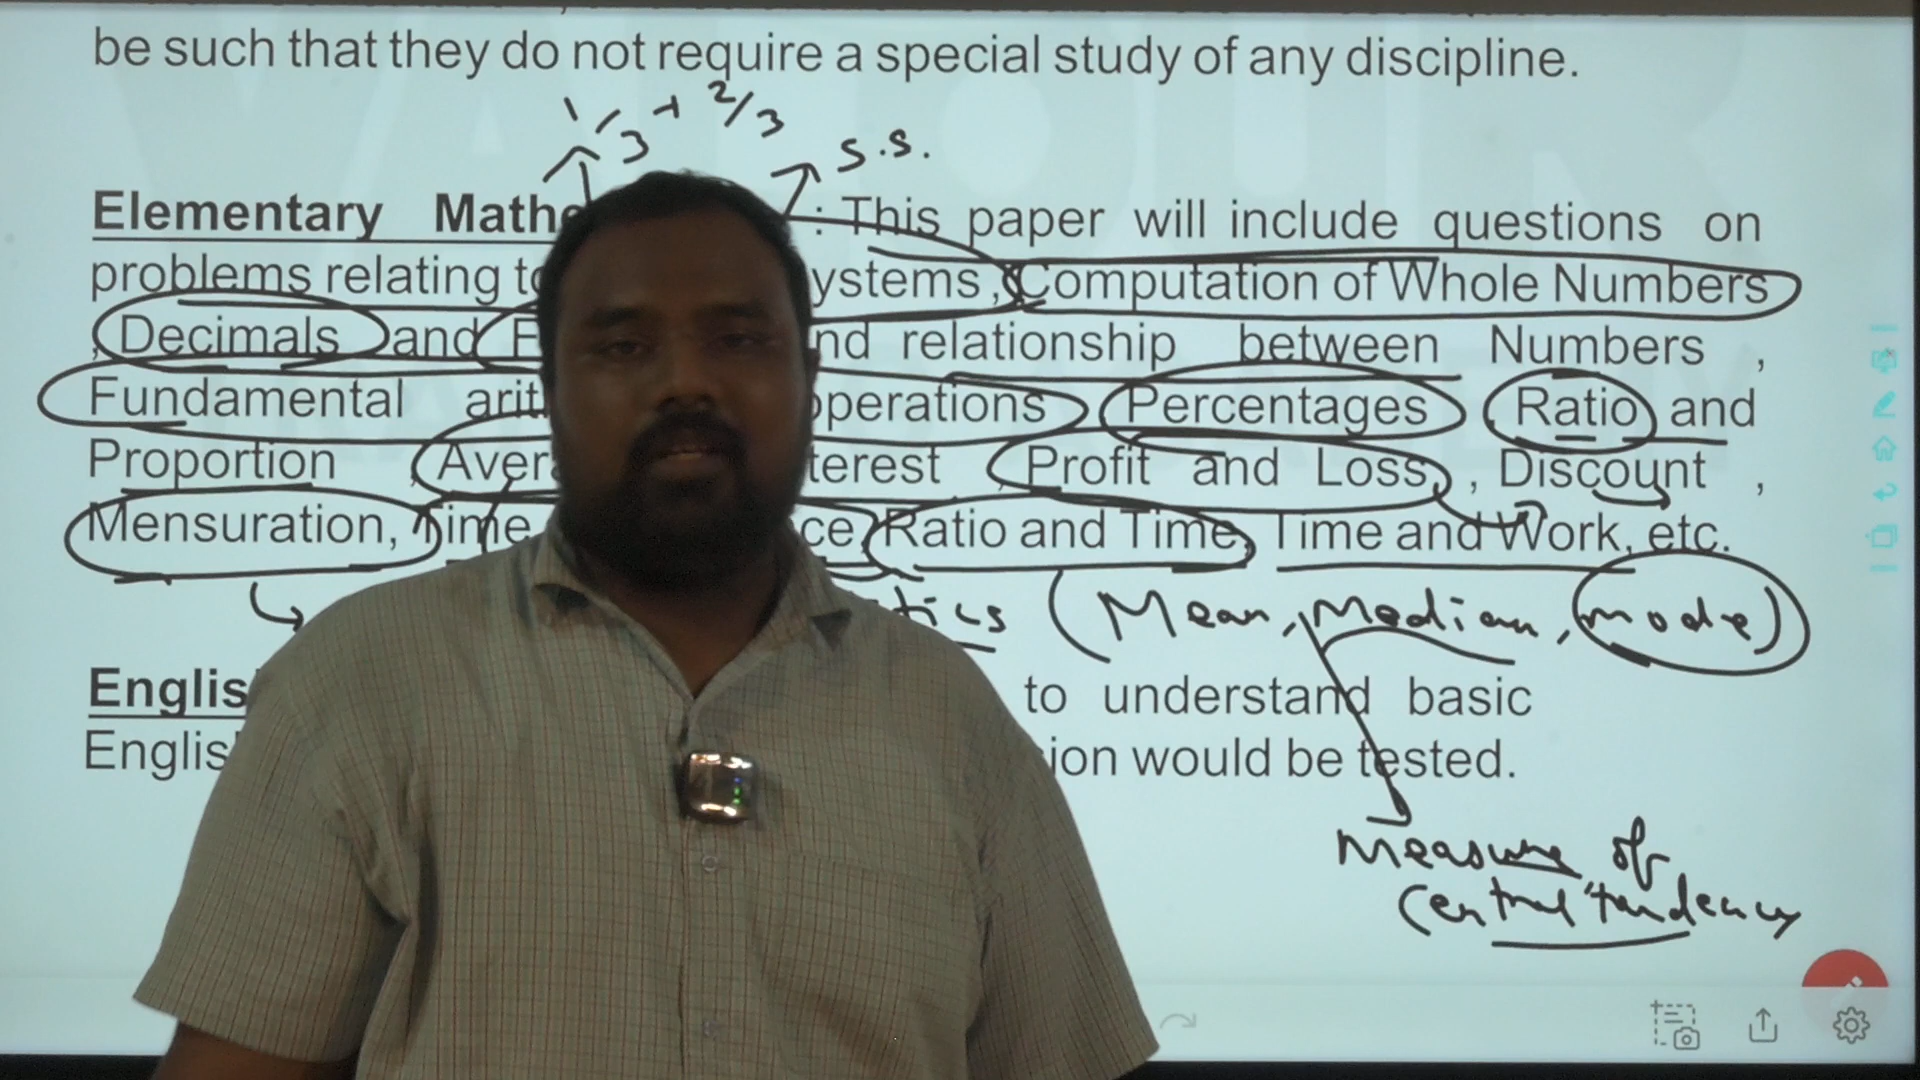 be such that they do not require a special study of any discipline.
1/3 + 2/3
S.S.
Elementary Mathe : This paper will include questions on
problems relating to ystems, Computation of Whole Numbers
, Decimals and F nd relationship between Numbers ,
Fundamental arit operations Percentages Ratio and
Proportion , Avera terest , Profit and Loss, , Discount ,
Mensuration, Time ce, Ratio and Time, Time and Work, etc.
tics (Mean, Median, mode)
Englis to understand basic
Englis ion would be tested.
Measure of
central tendency